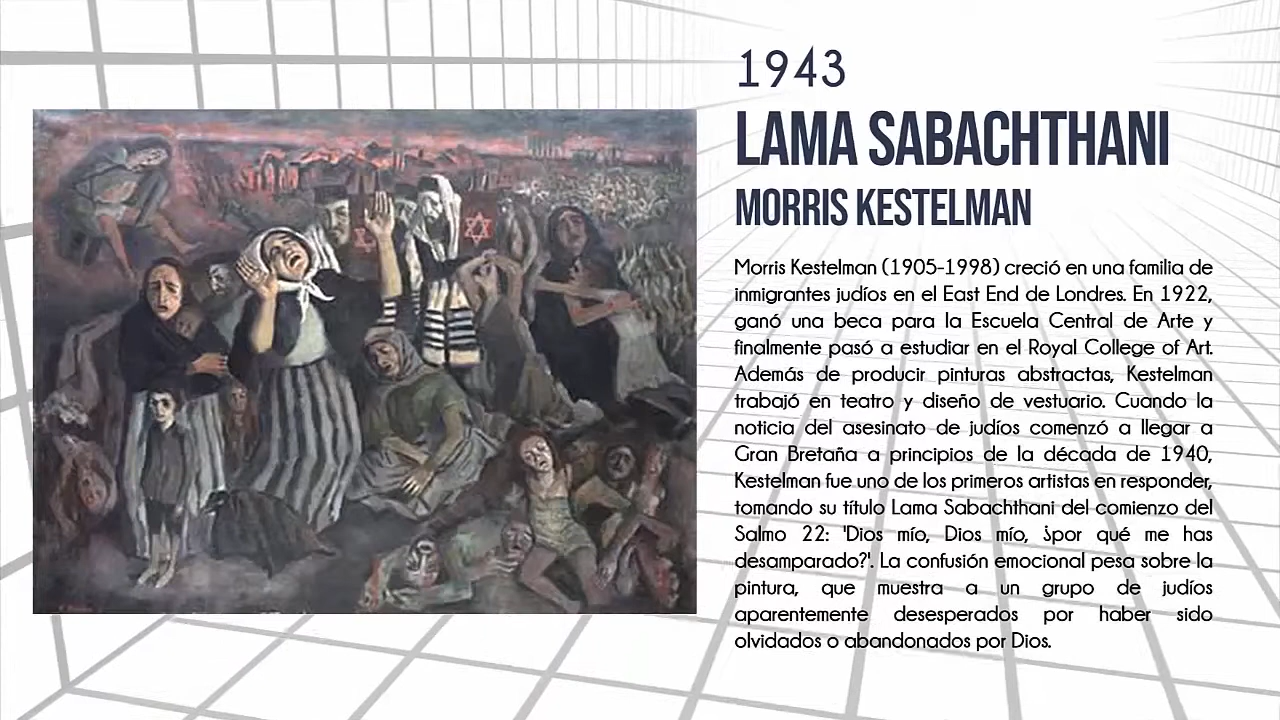 1943
LAMA SABACHTHANI
MORRIS KESTELMAN
Morris Kestelman (1905-1998) creció en una familia de
inmigrantes judíos en el East End de Londres. En 1922,
ganó una beca para la Escuela Central de Arte y
finalmente pasó a estudiar en el Royal College of Art.
Además de producir pinturas abstractas, Kestelman
trabajó en teatro y diseño de vestuario. Cuando la
noticia del asesinato de judíos comenzó a llegar a
Gran Bretaña a principios de la década de 1940,
Kestelman fue uno de los primeros artistas en responder,
tomando su título Lama Sabachthani del comienzo del
Salmo 22: 'Dios mío, Dios mío, ¿por qué me has
desamparado?'. La confusión emocional pesa sobre la
pintura, que muestra a un grupo de judíos
aparentemente desesperados por haber sido
olvidados o abandonados por Dios.